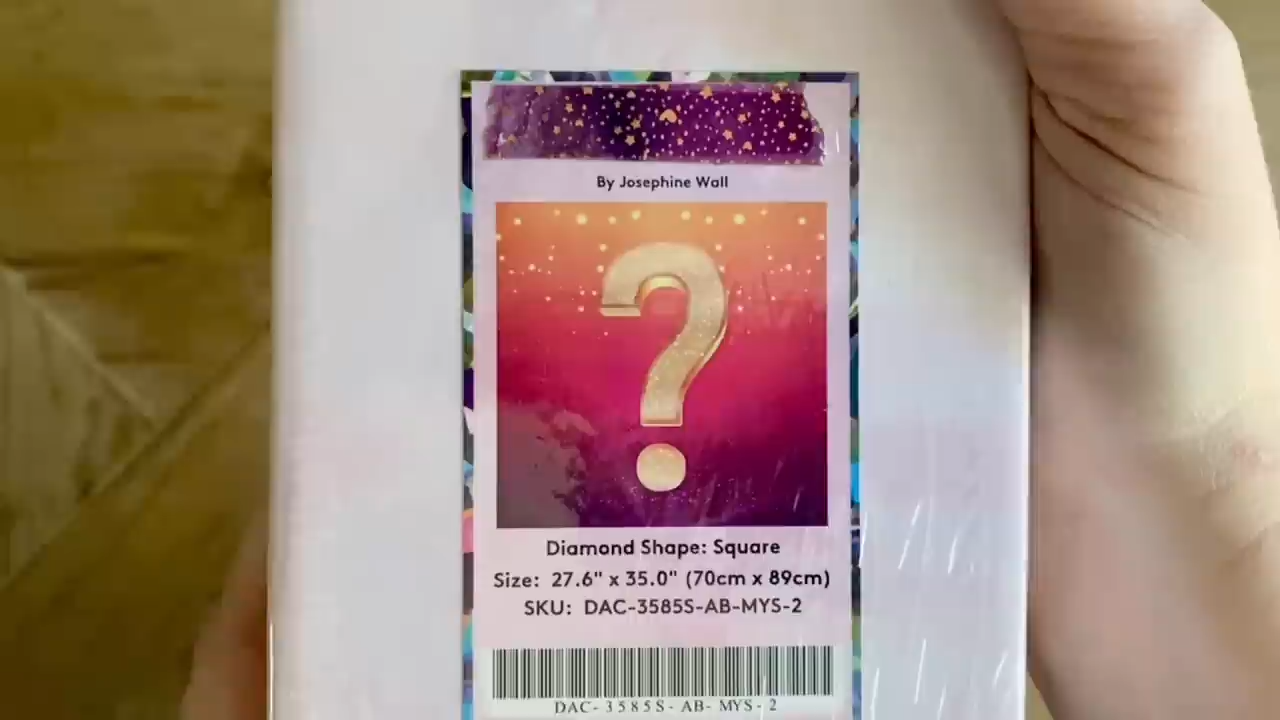 By Josephine Wall
?
Diamond Shape: Square
Size: 27.6" x 35.0" (70cm x 89cm)
SKU: DAC-3585S-AB-MYS-2
DAC-3585S-AB-MYS-2